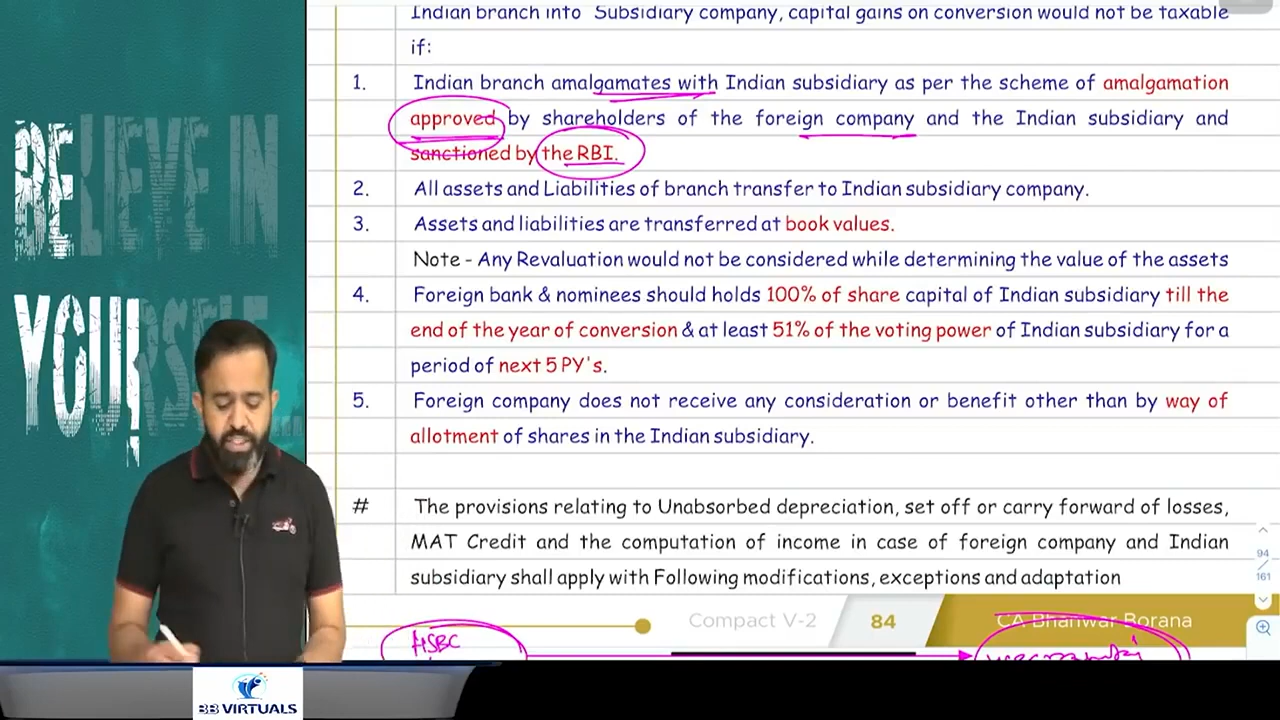 BELIEVE IN
YOURSELF...
Indian branch into Subsidiary company, capital gains on conversion would not be taxable
if:
1. Indian branch amalgamates with Indian subsidiary as per the scheme of amalgamation
approved by shareholders of the foreign company and the Indian subsidiary and
sanctioned by the RBI.
2. All assets and Liabilities of branch transfer to Indian subsidiary company.
3. Assets and liabilities are transferred at book values.
Note - Any Revaluation would not be considered while determining the value of the assets
4. Foreign bank & nominees should holds 100% of share capital of Indian subsidiary till the
end of the year of conversion & at least 51% of the voting power of Indian subsidiary for a
period of next 5 PY's.
5. Foreign company does not receive any consideration or benefit other than by way of
allotment of shares in the Indian subsidiary.
# The provisions relating to Unabsorbed depreciation, set off or carry forward of losses,
MAT Credit and the computation of income in case of foreign company and Indian
subsidiary shall apply with Following modifications, exceptions and adaptation
94
/
161
Compact V-2 84 CA Bhanwar Borana
HSBC
BB VIRTUALS